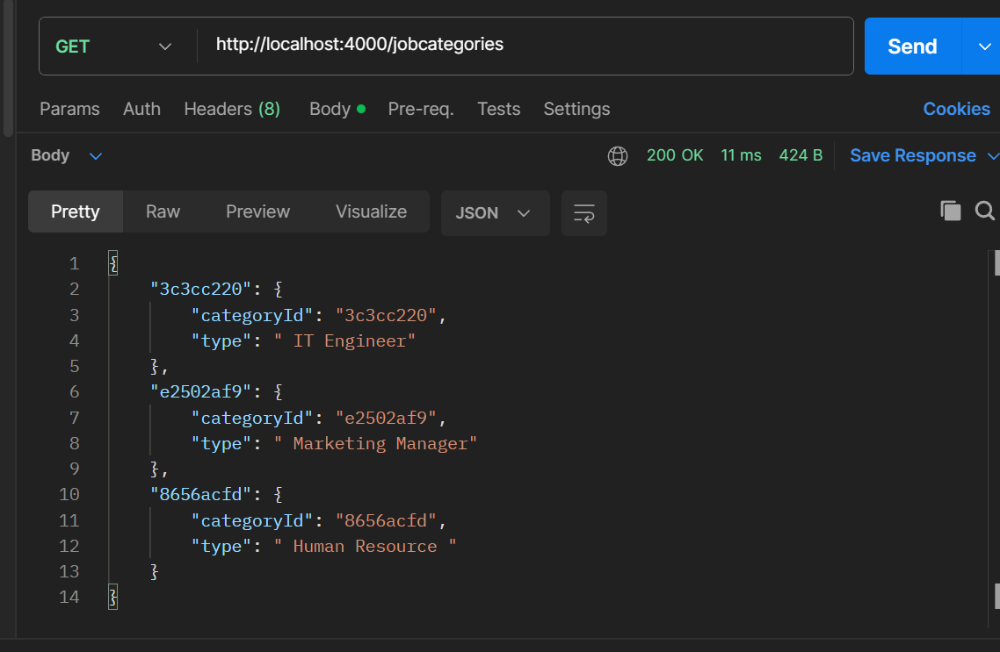 GET http://localhost:4000/jobcategories Send
Params Auth Headers (8) Body Pre-req. Tests Settings Cookies
Body 200 OK 11 ms 424 B Save Response
Pretty Raw Preview Visualize JSON
1 {
2 "3c3cc220": {
3 "categoryId": "3c3cc220",
4 "type": " IT Engineer"
5 },
6 "e2502af9": {
7 "categoryId": "e2502af9",
8 "type": " Marketing Manager"
9 },
10 "8656acfd": {
11 "categoryId": "8656acfd",
12 "type": " Human Resource "
13 }
14 }